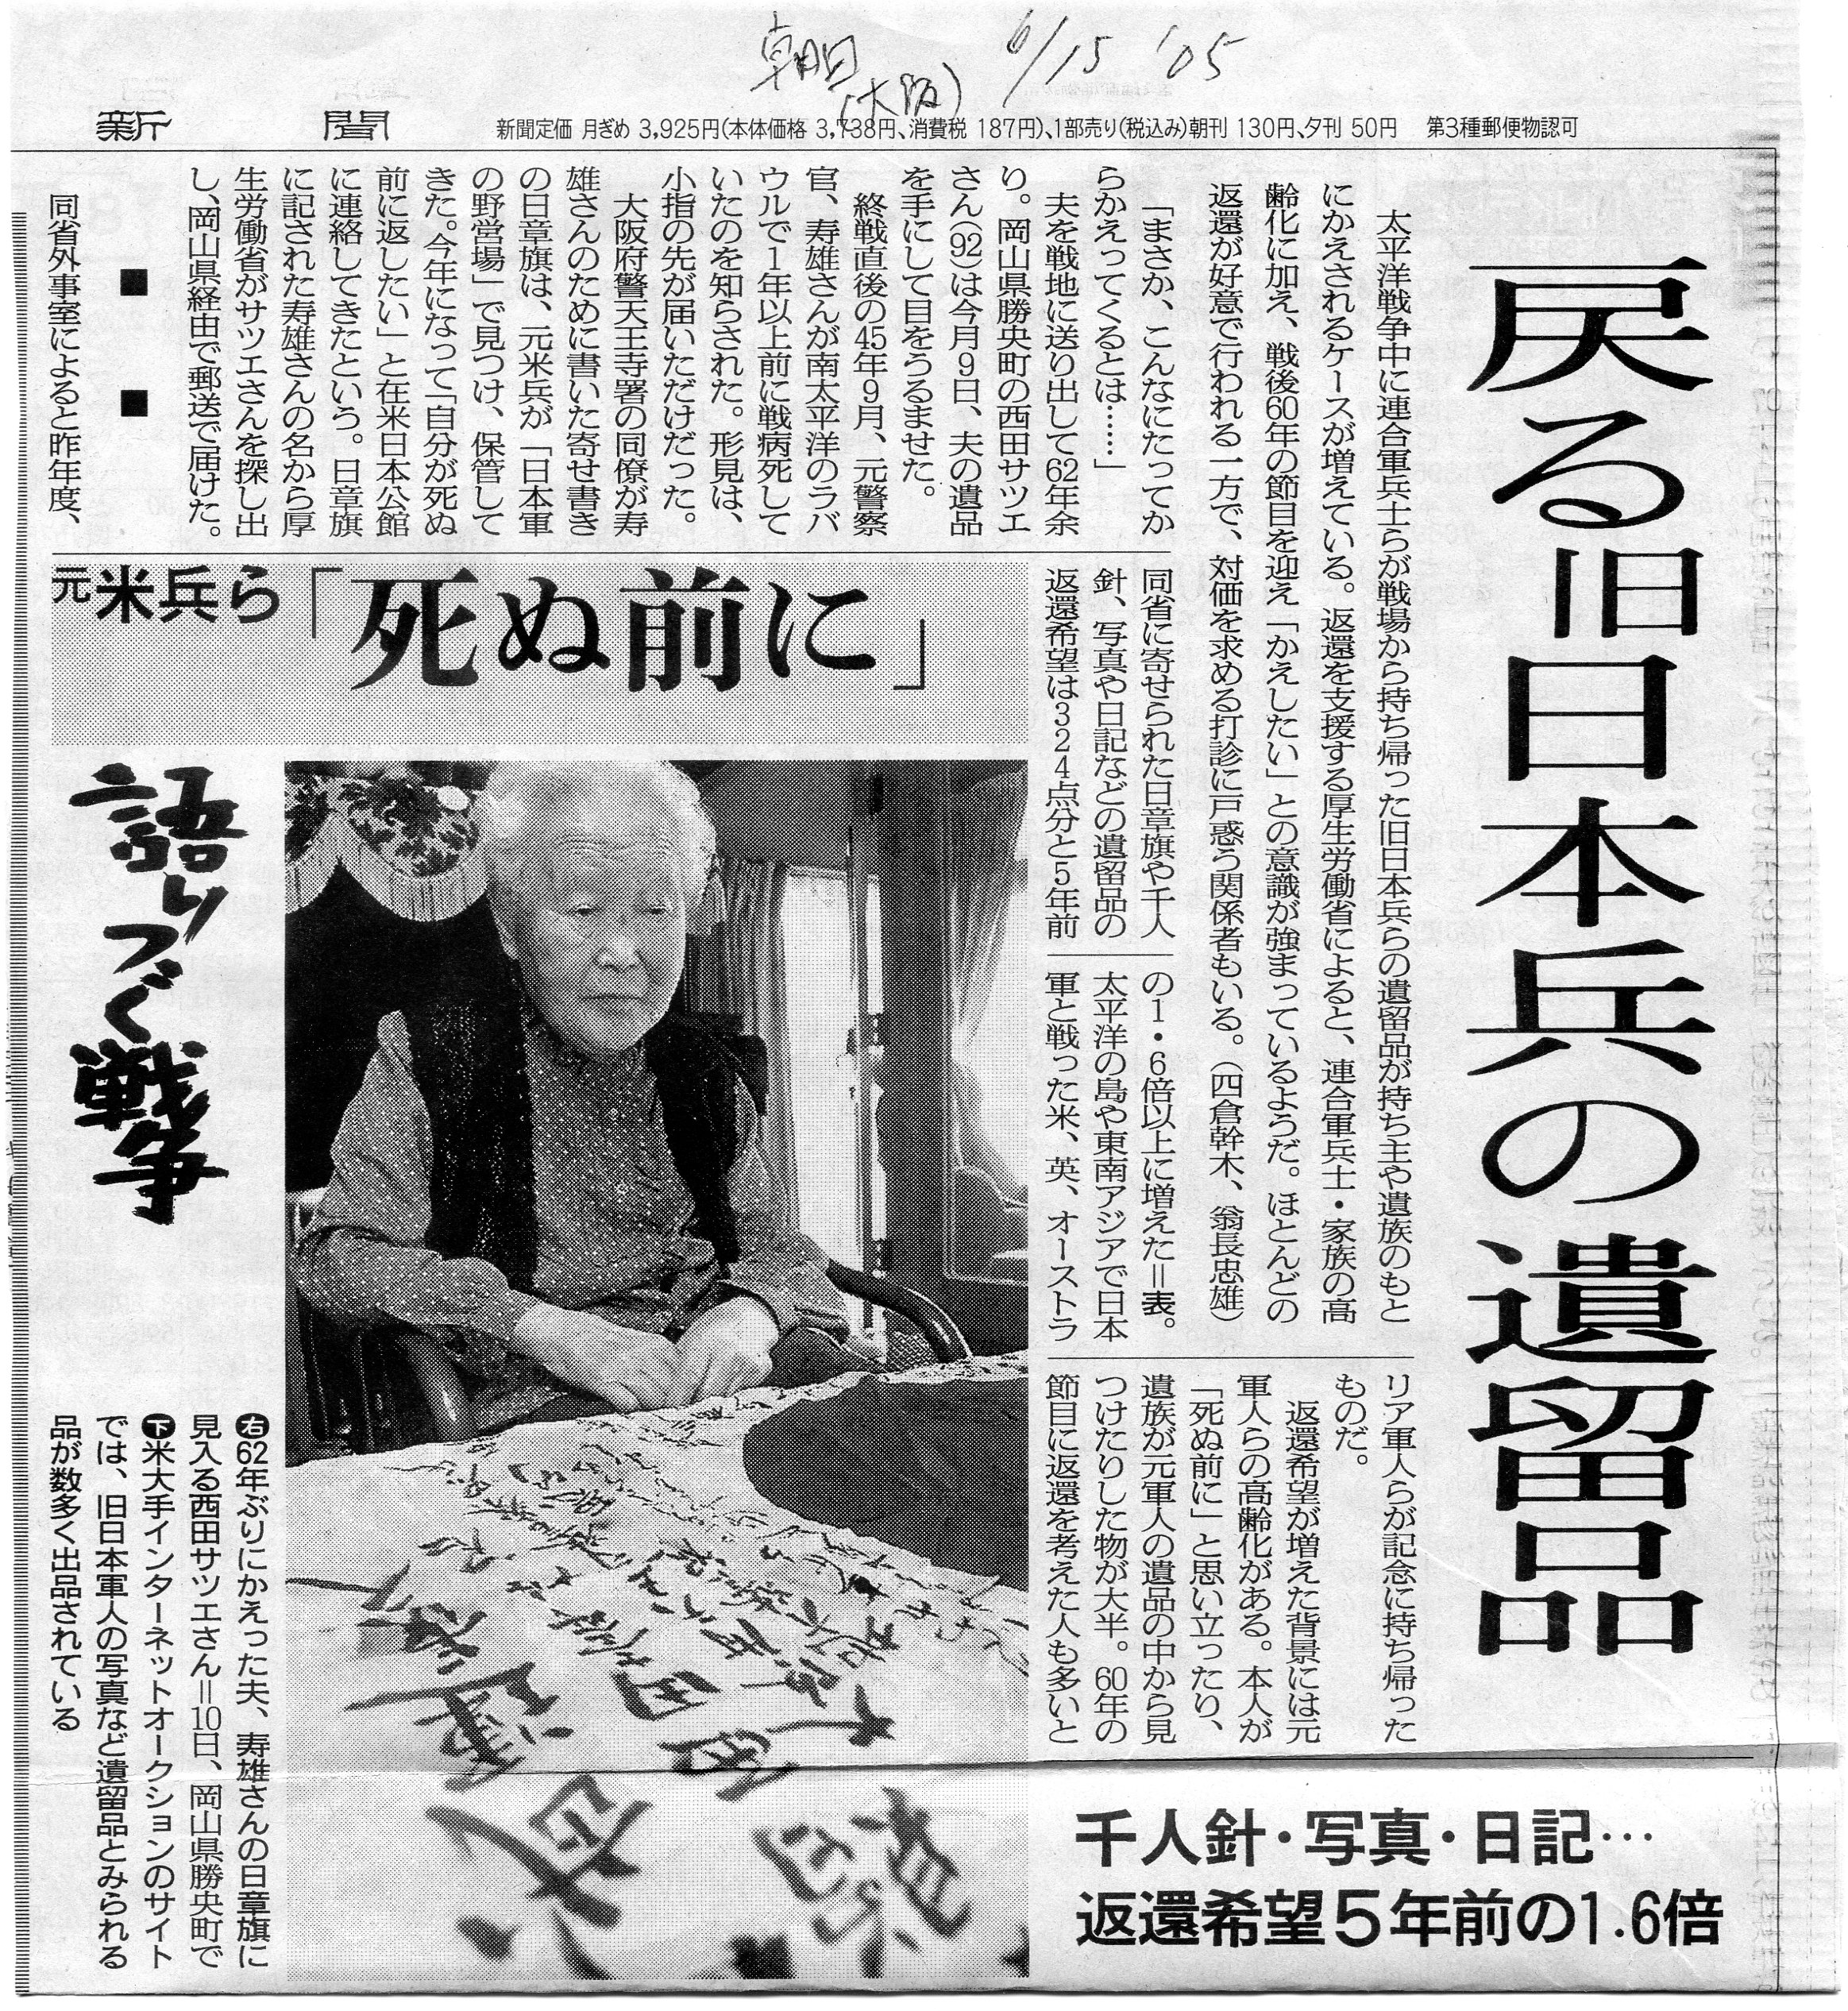 朝日
(大阪)
6/15 '05
新聞
新聞定価 月ぎめ 3,925円(本体価格 3,738円、消費税 187円)、1部売り(税込み)朝刊 130円、夕刊 50円 第3種郵便物認可
戻る旧日本兵の遺留品
太平洋戦争中に連合軍兵士らが戦場から持ち帰った旧日本兵らの遺留品が持ち主や遺族のもと
にかえされるケースが増えている。返還を支援する厚生労働省によると、連合軍兵士・家族の高
齢化に加え、戦後60年の節目を迎え「かえしたい」との意識が強まっているようだ。ほとんどの
返還が好意で行われる一方で、対価を求める打診に戸惑う関係者もいる。(四倉幹木、翁長忠雄)
「まさか、こんなにたってか
らかえってくるとは……」
夫を戦地に送り出して62年余
り。岡山県勝央町の西田サツエ
さん(92)は今月9日、夫の遺品
を手にして目をうるませた。
終戦直後の45年9月、元警察
官、寿雄さんが南太平洋のラバ
ウルで1年以上前に戦病死して
いたのを知らされた。形見は、
小指の先が届いただけだった。
大阪府警天王寺署の同僚が寿
雄さんのために書いた寄せ書き
の日章旗は、元米兵が「日本軍
の野営場」で見つけ、保管して
きた。今年になって「自分が死ぬ
前に返したい」と在米日本公館
に連絡してきたという。日章旗
に記された寿雄さんの名から厚
生労働省がサツエさんを探し出
し、岡山県経由で郵送で届けた。
■ ■
同省外事室によると昨年度、
同省に寄せられた日章旗や千人
針、写真や日記などの遺留品の
返還希望は324点分と5年前
の1・6倍以上に増えた=表。
太平洋の島や東南アジアで日本
軍と戦った米、英、オーストラ
リア軍人らが記念に持ち帰った
ものだ。
返還希望が増えた背景には元
軍人らの高齢化がある。本人が
「死ぬ前に」と思い立ったり、
遺族が元軍人の遺品の中から見
つけたりした物が大半。60年の
節目に返還を考えた人も多いと
元米兵ら「死ぬ前に」
語りつぐ戦争
㊨62年ぶりにかえった夫、寿雄さんの日章旗に
見入る西田サツエさん=10日、岡山県勝央町で
㊦米大手インターネットオークションのサイト
では、旧日本軍人の写真など遺留品とみられる
品が数多く出品されている
千人針・写真・日記…
返還希望5年前の1.6倍